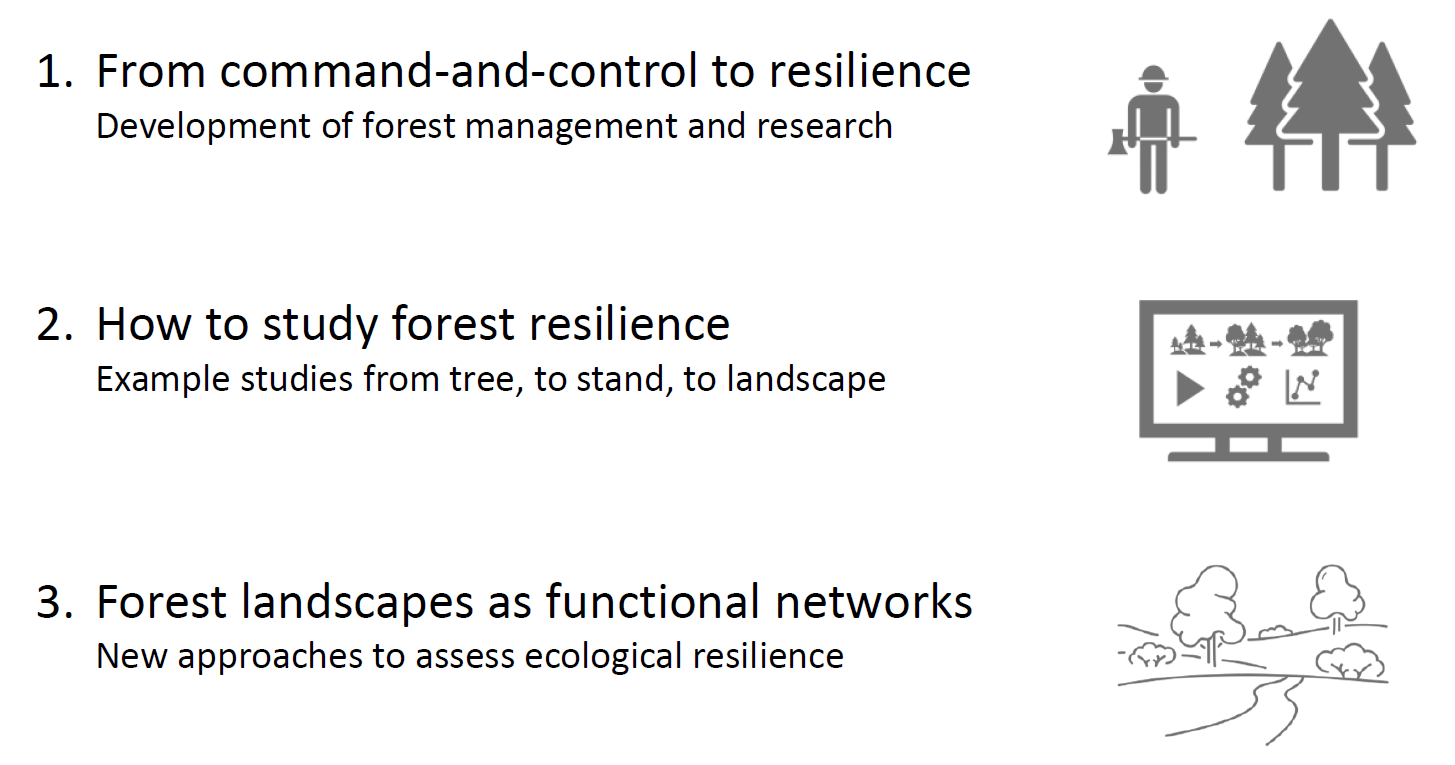 1. From command-and-control to resilience
Development of forest management and research
2. How to study forest resilience
Example studies from tree, to stand, to landscape
3. Forest landscapes as functional networks
New approaches to assess ecological resilience